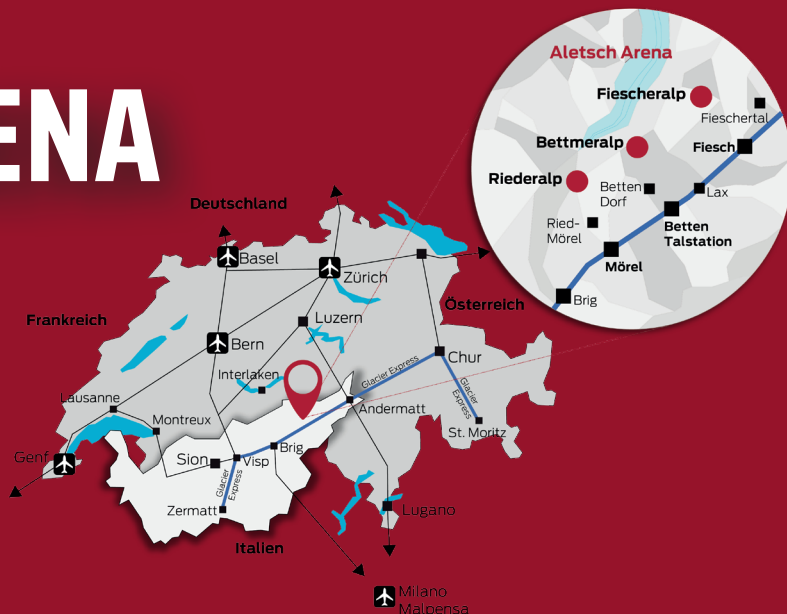 ENA
Aletsch Arena
Fiescheralp
Fieschertal
Bettmeralp
Fiesch
Riederalp
Betten
Dorf
Lax
Ried-
Mörel
Betten
Talstation
Mörel
Brig
Deutschland
Basel
Zürich
Frankreich
Österreich
Luzern
Bern
Interlaken
Glacier Express
Chur
Lausanne
Andermatt
Glacier
Express
Montreux
St. Moritz
Genf
Sion
Visp
Brig
Glacier
Express
Zermatt
Lugano
Italien
Milano
Malpensa